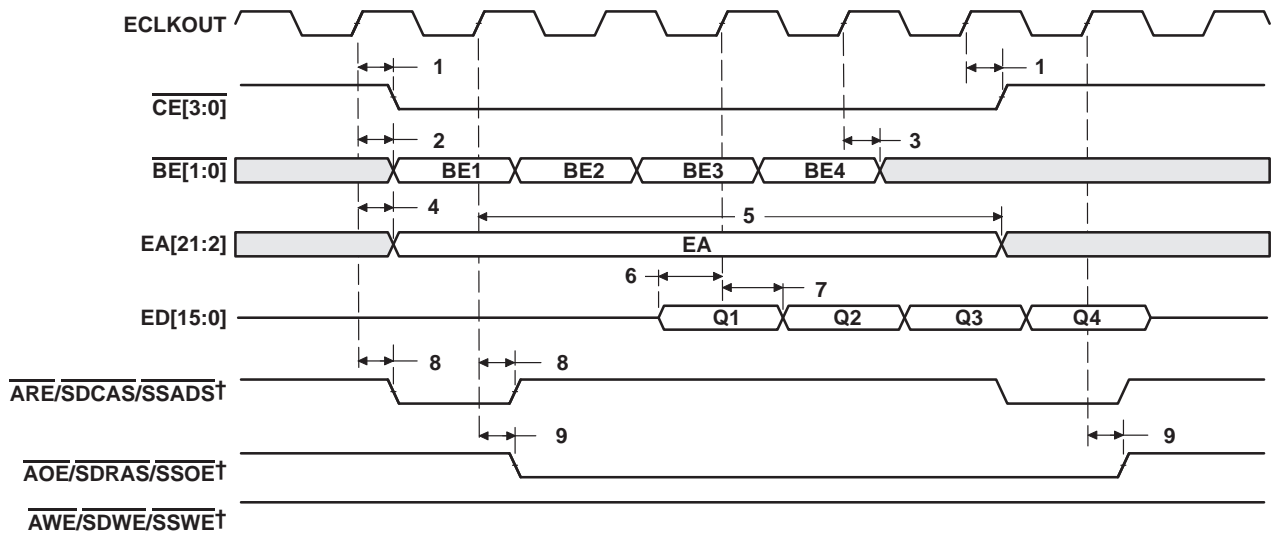 ECLKOUT
1 1
CE[3:0]
2 3
BE[1:0] BE1 BE2 BE3 BE4
4 5
EA[21:2] EA
6 7
ED[15:0] Q1 Q2 Q3 Q4
8 8
ARE/SDCAS/SSADS†
9 9
AOE/SDRAS/SSOE†
AWE/SDWE/SSWE†